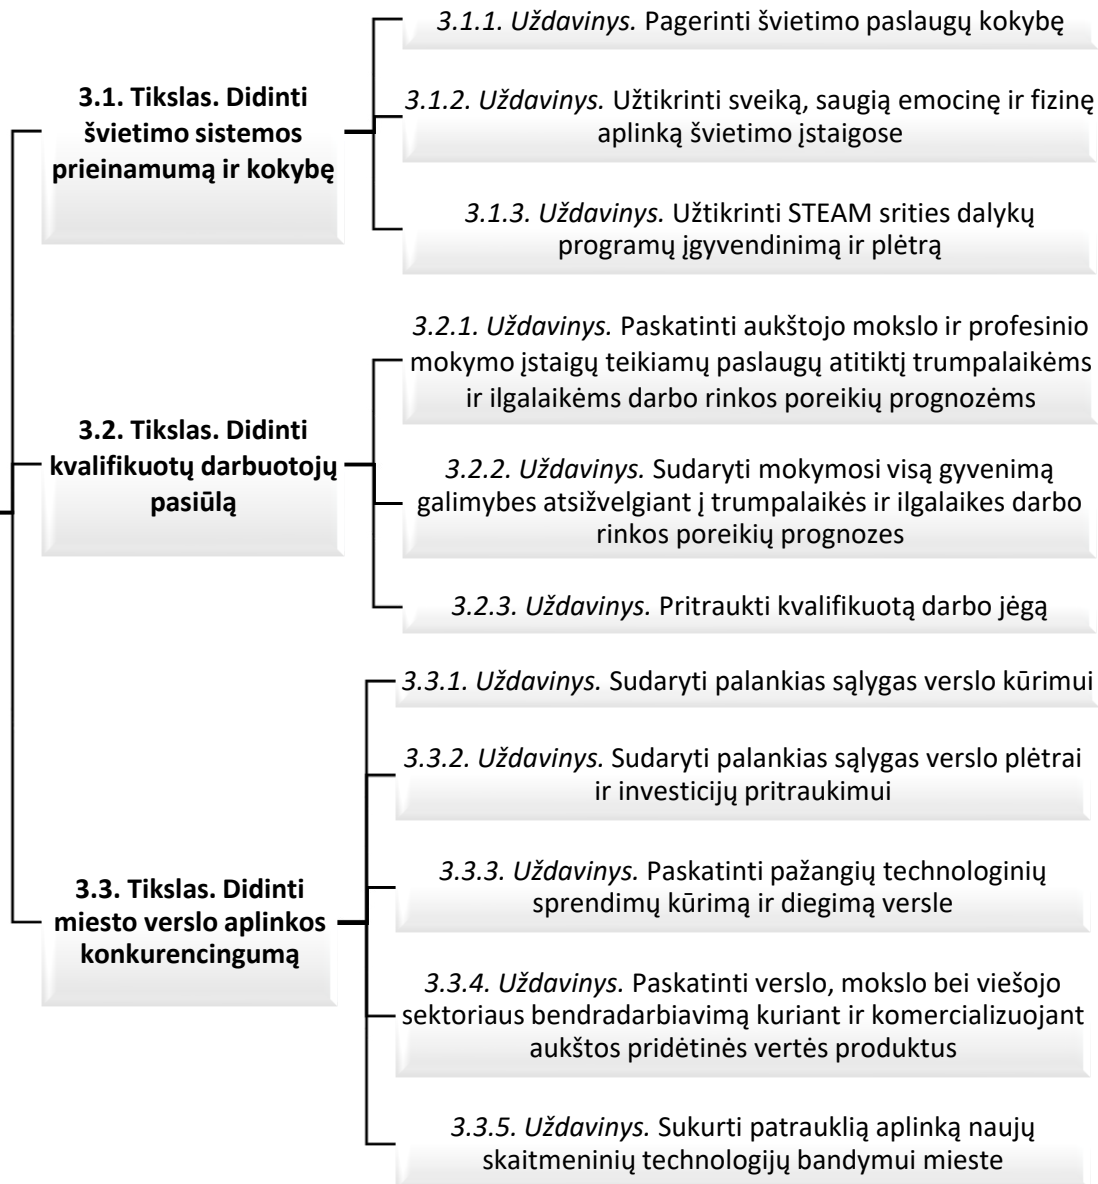 3.1. Tikslas. Didinti
švietimo sistemos
prieinamumą ir kokybę
3.1.1. Uždavinys. Pagerinti švietimo paslaugų kokybę
3.1.2. Uždavinys. Užtikrinti sveiką, saugią emocinę ir fizinę
aplinką švietimo įstaigose
3.1.3. Uždavinys. Užtikrinti STEAM srities dalykų
programų įgyvendinimą ir plėtrą
3.2. Tikslas. Didinti
kvalifikuotų darbuotojų
pasiūlą
3.2.1. Uždavinys. Paskatinti aukštojo mokslo ir profesinio
mokymo įstaigų teikiamų paslaugų atitiktį trumpalaikėms
ir ilgalaikėms darbo rinkos poreikių prognozėms
3.2.2. Uždavinys. Sudaryti mokymosi visą gyvenimą
galimybes atsižvelgiant į trumpalaikės ir ilgalaikes darbo
rinkos poreikių prognozes
3.2.3. Uždavinys. Pritraukti kvalifikuotą darbo jėgą
3.3. Tikslas. Didinti
miesto verslo aplinkos
konkurencingumą
3.3.1. Uždavinys. Sudaryti palankias sąlygas verslo kūrimui
3.3.2. Uždavinys. Sudaryti palankias sąlygas verslo plėtrai
ir investicijų pritraukimui
3.3.3. Uždavinys. Paskatinti pažangių technologinių
sprendimų kūrimą ir diegimą versle
3.3.4. Uždavinys. Paskatinti verslo, mokslo bei viešojo
sektoriaus bendradarbiavimą kuriant ir komercializuojant
aukštos pridėtinės vertės produktus
3.3.5. Uždavinys. Sukurti patrauklią aplinką naujų
skaitmeninių technologijų bandymui mieste